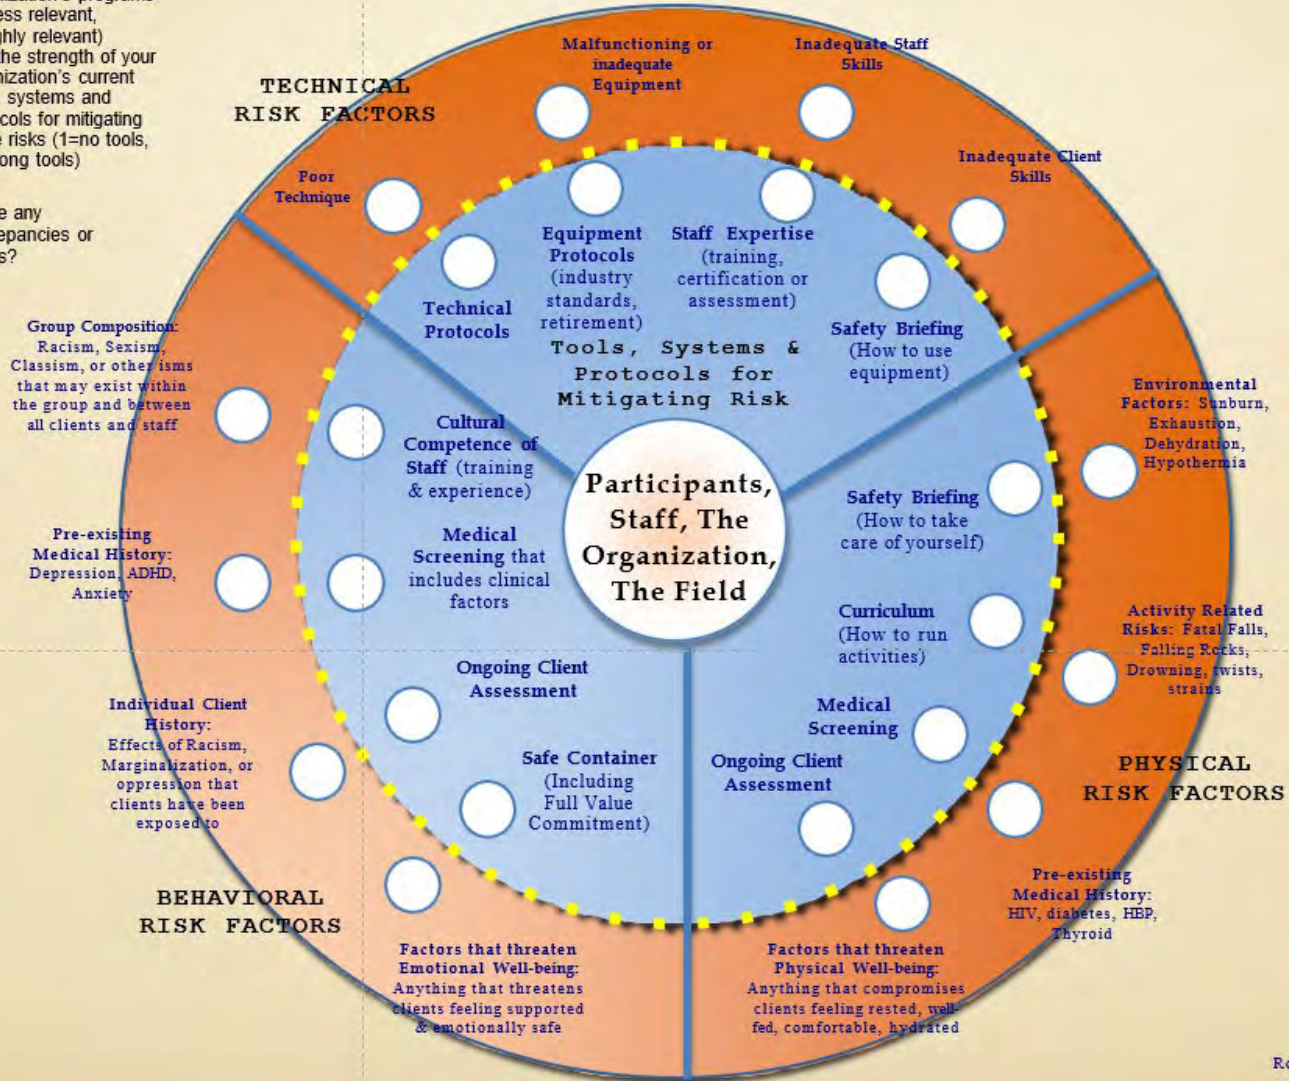 ess relevant,
ghly relevant)
the strength of your
nization's current
systems and
cols for mitigating
e risks (1=no tools,
ong tools)
e any
epancies or
s?
TECHNICAL
RISK FACTORS
Malfunctioning or
inadequate
Equipment
Inadequate Staff
Skills
Inadequate Client
Skills
Poor
Technique
Technical
Protocols
Equipment
Protocols
(industry
standards,
retirement)
Staff Expertise
(training,
certification or
assessment)
Safety Briefing
(How to use
equipment)
Tools, Systems &
Protocols for
Mitigating Risk
Group Composition:
Racism, Sexism,
Classism, or other isms
that may exist within
the group and between
all clients and staff
Cultural
Competence of
Staff (training
& experience)
Participants,
Staff, The
Organization,
The Field
Environmental
Factors: Sunburn,
Exhaustion,
Dehydration,
Hypothermia
Safety Briefing
(How to take
care of yourself)
Pre-existing
Medical History:
Depression, ADHD,
Anxiety
Medical
Screening that
includes clinical
factors
Curriculum
(How to run
activities)
Activity Related
Risks: Fatal Falls,
Falling Rocks,
Drowning, twists,
strains
Ongoing Client
Assessment
Medical
Screening
Individual Client
History:
Effects of Racism,
Marginalization, or
oppression that
clients have been
exposed to
Safe Container
(Including
Full Value
Commitment)
Ongoing Client
Assessment
PHYSICAL
RISK FACTORS
BEHAVIORAL
RISK FACTORS
Pre-existing
Medical History:
HIV, diabetes, HBP,
Thyroid
Factors that threaten
Emotional Well-being:
Anything that threatens
clients feeling supported
& emotionally safe
Factors that threaten
Physical Well-being:
Anything that compromises
clients feeling rested, well-
fed, comfortable, hydrated